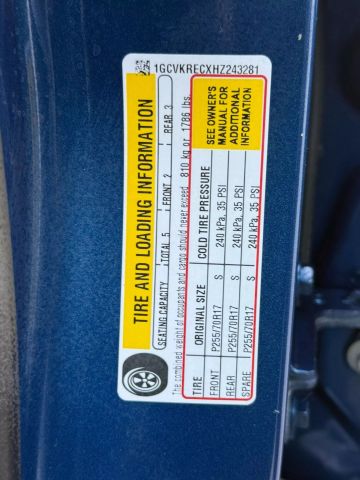 1GCVKRECXHZ243281
TIRE AND LOADING INFORMATION
SEATING CAPACITY TOTAL 5 FRONT 2 REAR 3
The combined weight of occupants and cargo should never exceed 810 kg or 1786 lbs.
TIRE ORIGINAL SIZE COLD TIRE PRESSURE
FRONT P255/70R17 S 240 kPa, 35 PSI
REAR P255/70R17 S 240 kPa, 35 PSI
SPARE P255/70R17 S 240 kPa, 35 PSI
SEE OWNER'S
MANUAL FOR
ADDITIONAL
INFORMATION